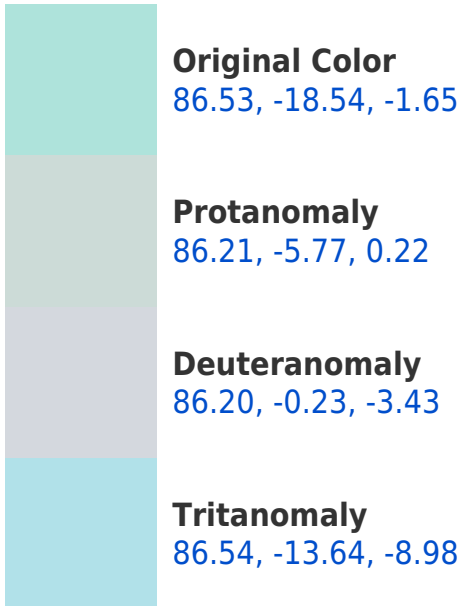 Original Color
86.53, -18.54, -1.65
Protanomaly
86.21, -5.77, 0.22
Deuteranomaly
86.20, -0.23, -3.43
Tritanomaly
86.54, -13.64, -8.98